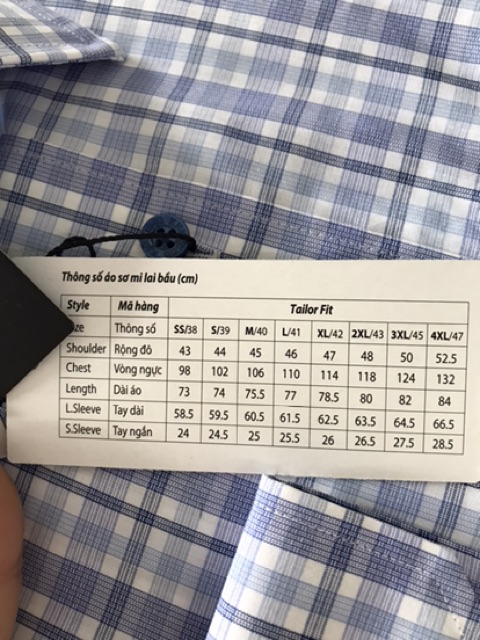 Thông số áo sơ mi lai bầu (cm)
Style Mã hàng Tailor Fit
Thông số SS/38 S/39 M/40 L/41 XL/42 2XL/43 3XL/45 4XL/47
Shoulder Rộng đô 43 44 45 46 47 48 50 52.5
Chest Vòng ngực 98 102 106 110 114 118 124 132
Length Dài áo 73 74 75.5 77 78.5 80 82 84
L.Sleeve Tay dài 58.5 59.5 60.5 61.5 62.5 63.5 64.5 66.5
S.Sleeve Tay ngắn 24 24.5 25 25.5 26 26.5 27.5 28.5